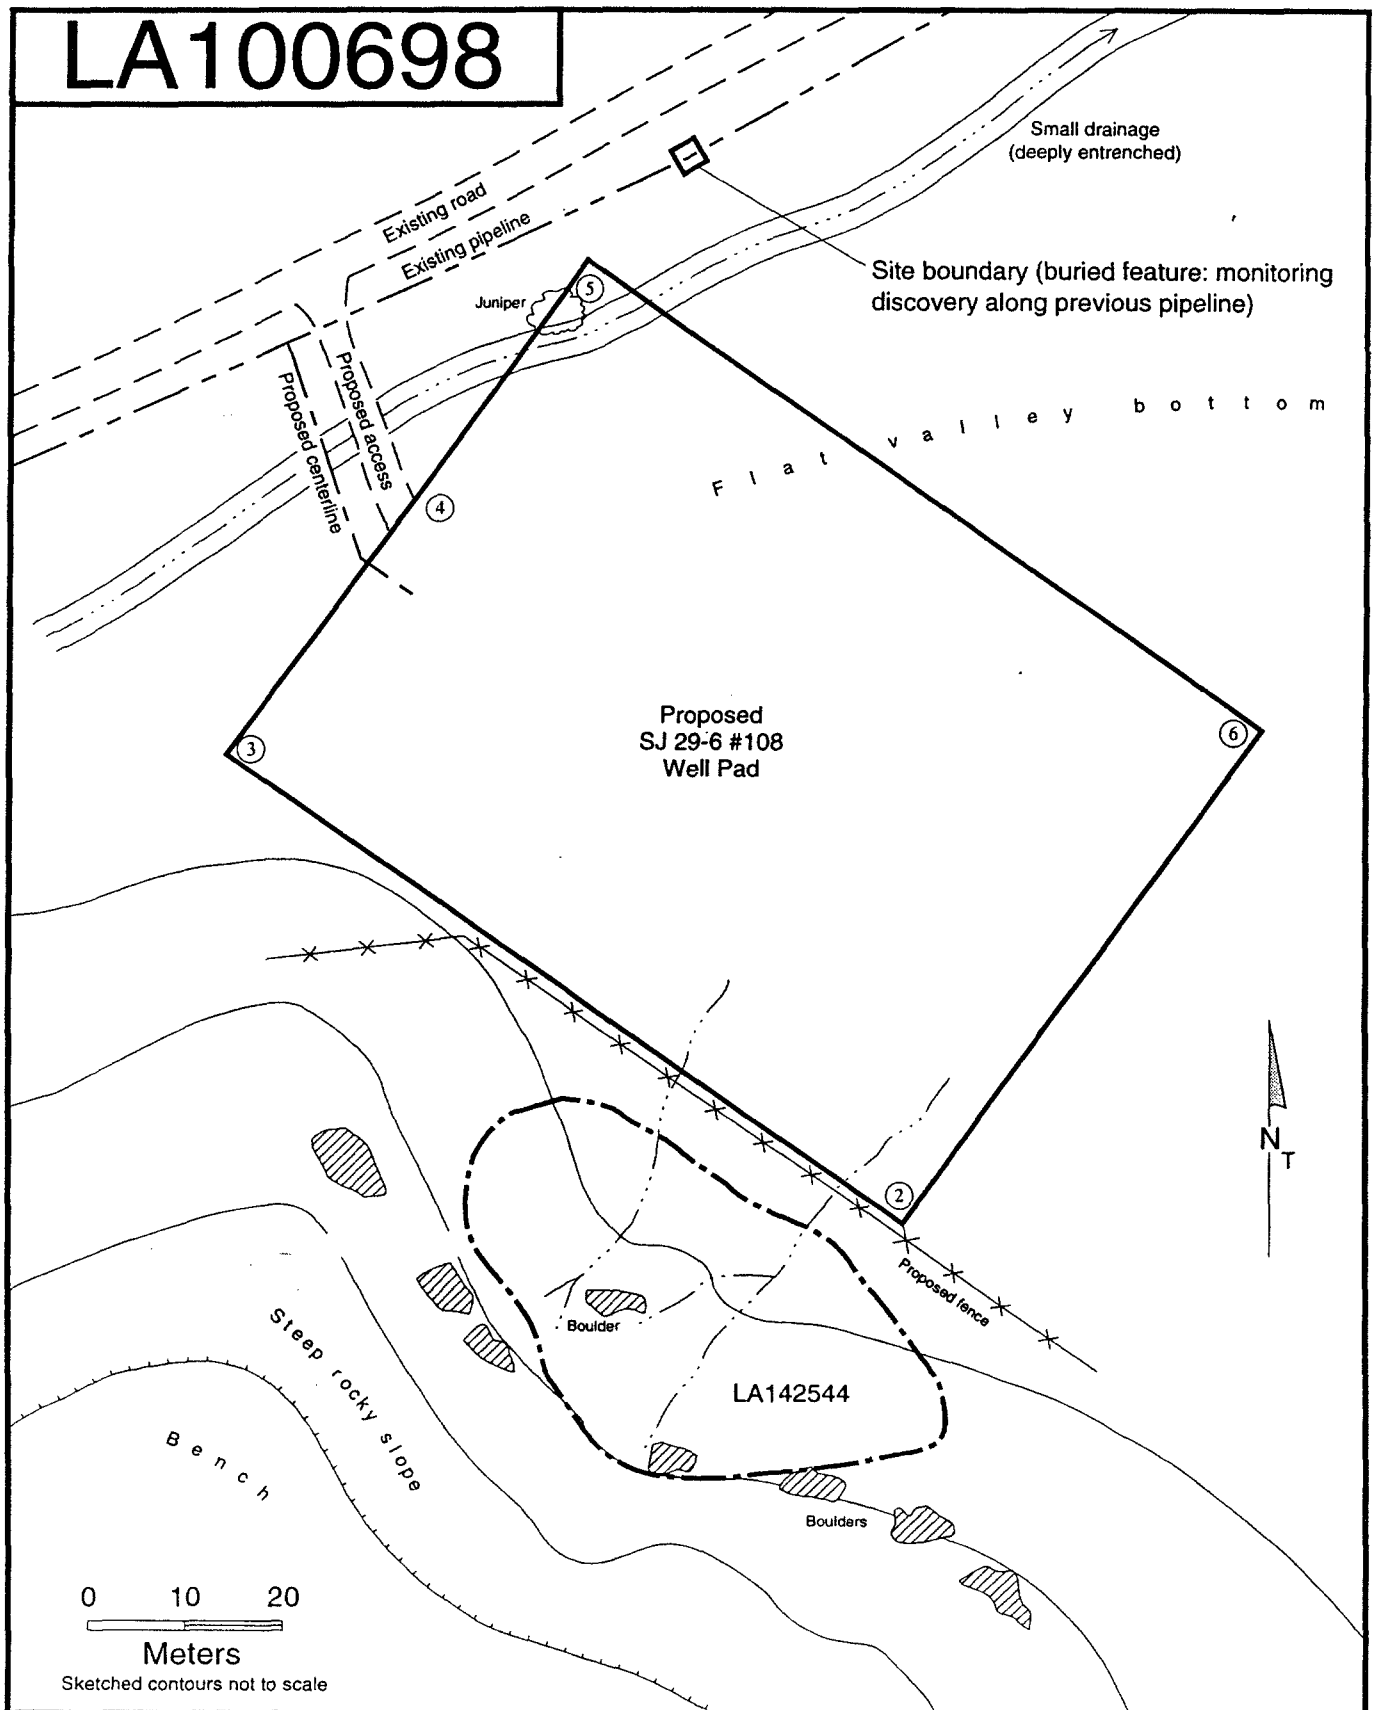 LA100698
Small drainage
(deeply entrenched)
Existing road
Existing pipeline
Site boundary (buried feature: monitoring
discovery along previous pipeline)
Juniper
5
Proposed access
Proposed centerline
Flat valley bottom
4
Proposed
SJ 29-6 #108
Well Pad
3
6
N
T
2
Proposed fence
Boulder
Steep rocky slope
LA142544
Bench
Boulders
0 10 20
Meters
Sketched contours not to scale